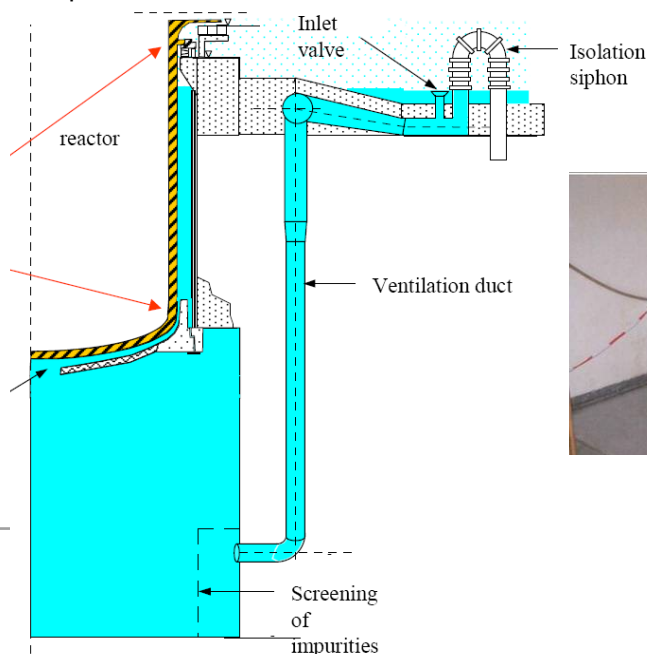 Inlet
valve
Isolation
siphon
reactor
Ventilation duct
Screening
of
impurities